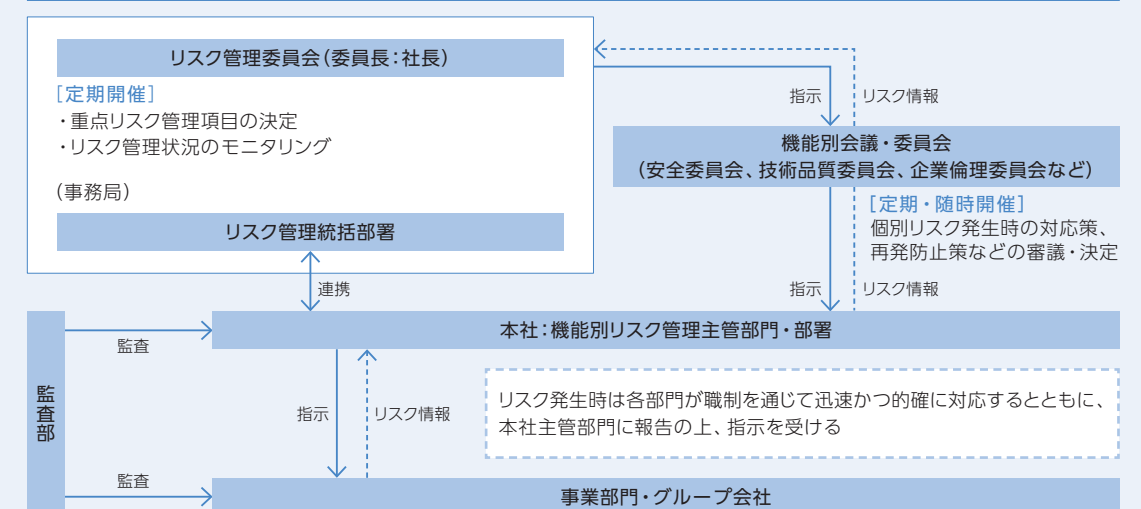 リスク管理委員会(委員長:社長)
[定期開催]
・重点リスク管理項目の決定
・リスク管理状況のモニタリング
(事務局)
リスク管理統括部署
連携
指示
リスク情報
機能別会議・委員会
(安全委員会、技術品質委員会、企業倫理委員会など)
[定期・随時開催]
個別リスク発生時の対応策、
再発防止策などの審議・決定
指示
リスク情報
監査部
監査
本社:機能別リスク管理主管部門・部署
指示
リスク情報
リスク発生時は各部門が職制を通じて迅速かつ的確に対応するとともに、
本社主管部門に報告の上、指示を受ける
監査
事業部門・グループ会社